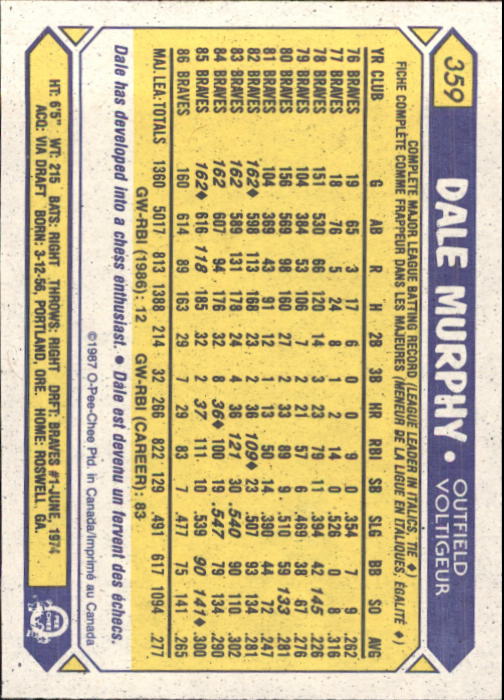 359
DALE MURPHY • OUTFIELD
VOLTIGEUR
COMPLETE MAJOR LEAGUE BATTING RECORD (LEAGUE LEADER IN ITALICS, TIE ♦)
FICHE COMPLÈTE COMME FRAPPEUR DANS LES MAJEURES (MENEUR DE LA LIGUE EN ITALIQUES, ÉGALITÉ ♦)
YR CLUB G AB R H 2B 3B HR RBI SB SLG BB SO AVG
76 BRAVES 19 65 3 17 6 0 0 9 0 .354 7 9 .262
77 BRAVES 18 76 5 24 8 1 2 14 0 .526 0 8 .316
78 BRAVES 151 530 66 120 14 3 23 79 11 .394 42 145 .226
79 BRAVES 104 384 53 106 7 2 21 57 6 .469 38 67 .276
80 BRAVES 156 569 98 160 27 2 33 89 9 .510 59 133 .281
81 BRAVES 104 369 43 91 12 1 13 50 14 .390 44 72 .247
82 BRAVES 162♦ 598 113 168 23 2 36 109♦ 23 .507 93 134 .281
83 BRAVES 162 589 131 178 24 4 36 121 30 .540 90 110 .302
84 BRAVES 162 607 94 176 32 8 36♦ 100 19 .547 79 134 .290
85 BRAVES 162♦ 616 118 185 32 2 37 111 10 .539 90 141♦ .300
86 BRAVES 160 614 89 163 29 7 29 83 7 .477 75 141 .265
MAJ. LEA. TOTALS 1360 5017 813 1388 214 32 266 822 129 .491 617 1094 .277
GW-RBI (1986): 12 GW-RBI (CAREER): 83
Dale has developed into a chess enthusiast. • Dale est devenu un fervent des échecs.
©1987 O-Pee-Chee Ptd. in Canada/Imprimé au Canada
HT: 6'5" WT: 215 BATS: RIGHT THROWS: RIGHT DRFT: BRAVES #1-JUNE, 1974
ACQ: VIA DRAFT BORN: 3-12-56, PORTLAND, ORE. HOME: ROSWELL, GA.
O
PEE
CHEE